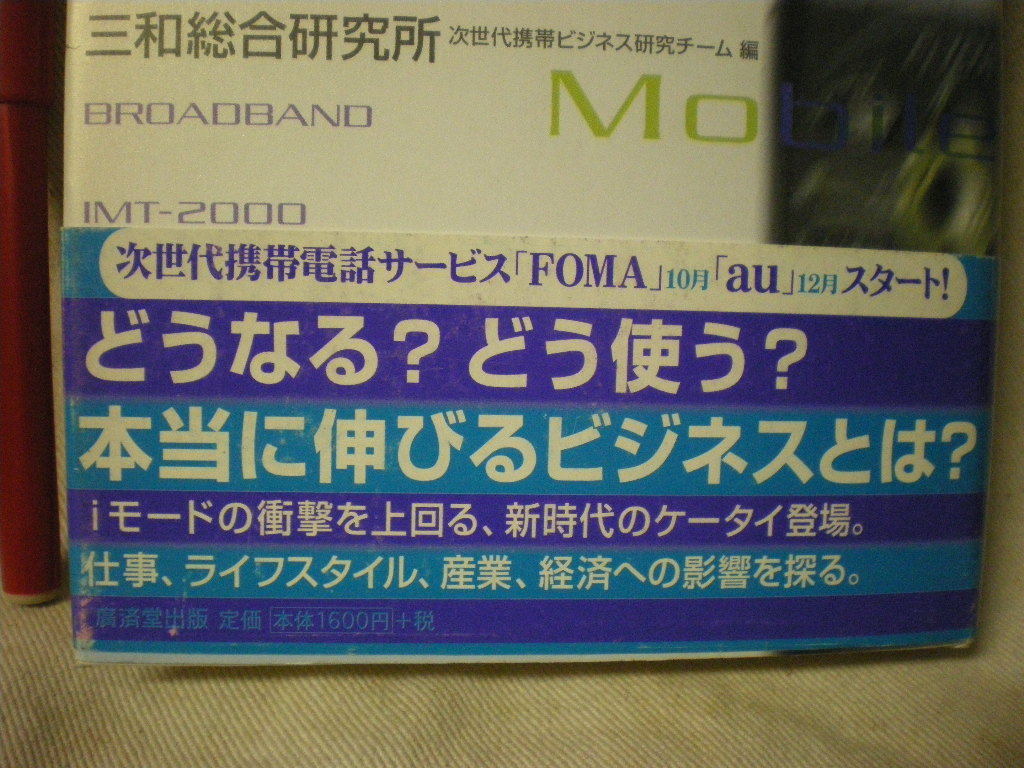 三和総合研究所 次世代携帯ビジネス研究チーム 編
BROADBAND
Mobile
IMT-2000
次世代携帯電話サービス「FOMA」10月「au」12月スタート!
どうなる？どう使う？
本当に伸びるビジネスとは？
iモードの衝撃を上回る、新時代のケータイ登場。
仕事、ライフスタイル、産業、経済への影響を探る。
廣済堂出版 定価 本体1600円+税